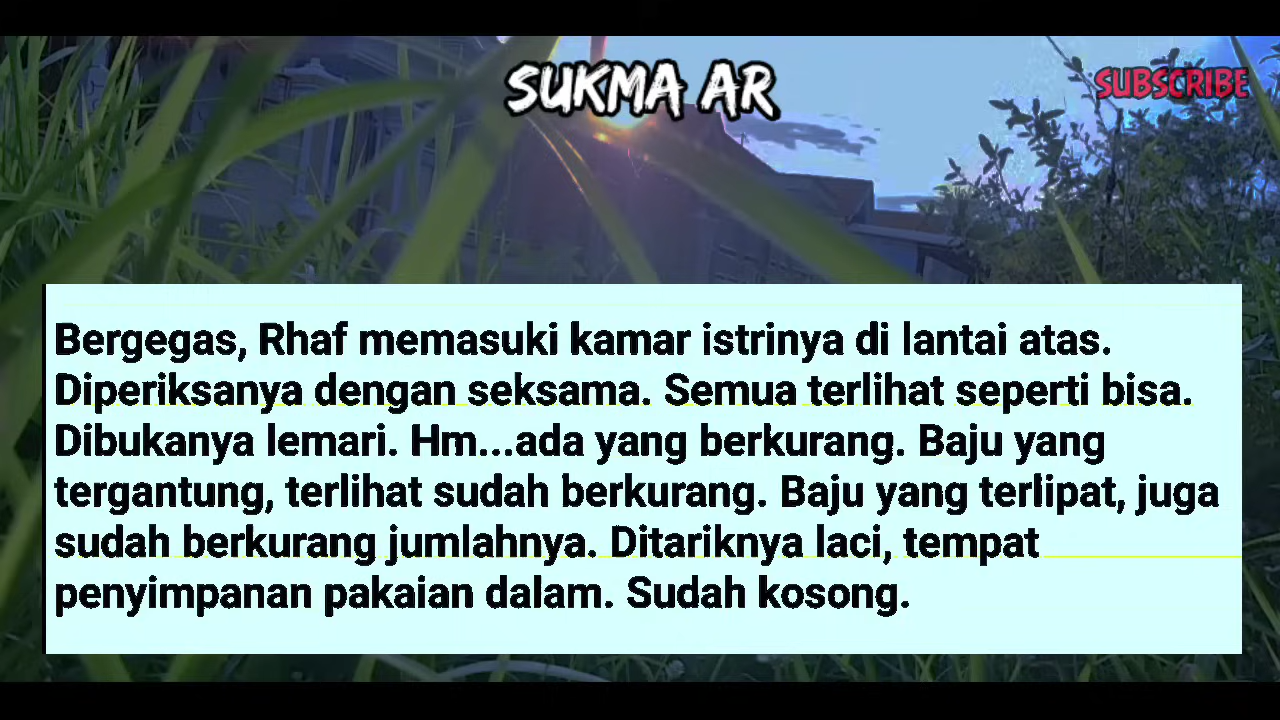 SUKMA AR
SUBSCRIBE
Bergegas, Rhaf memasuki kamar istrinya di lantai atas.
Diperiksanya dengan seksama. Semua terlihat seperti bisa.
Dibukanya lemari. Hm...ada yang berkurang. Baju yang
tergantung, terlihat sudah berkurang. Baju yang terlipat, juga
sudah berkurang jumlahnya. Ditariknya laci, tempat
penyimpanan pakaian dalam. Sudah kosong.